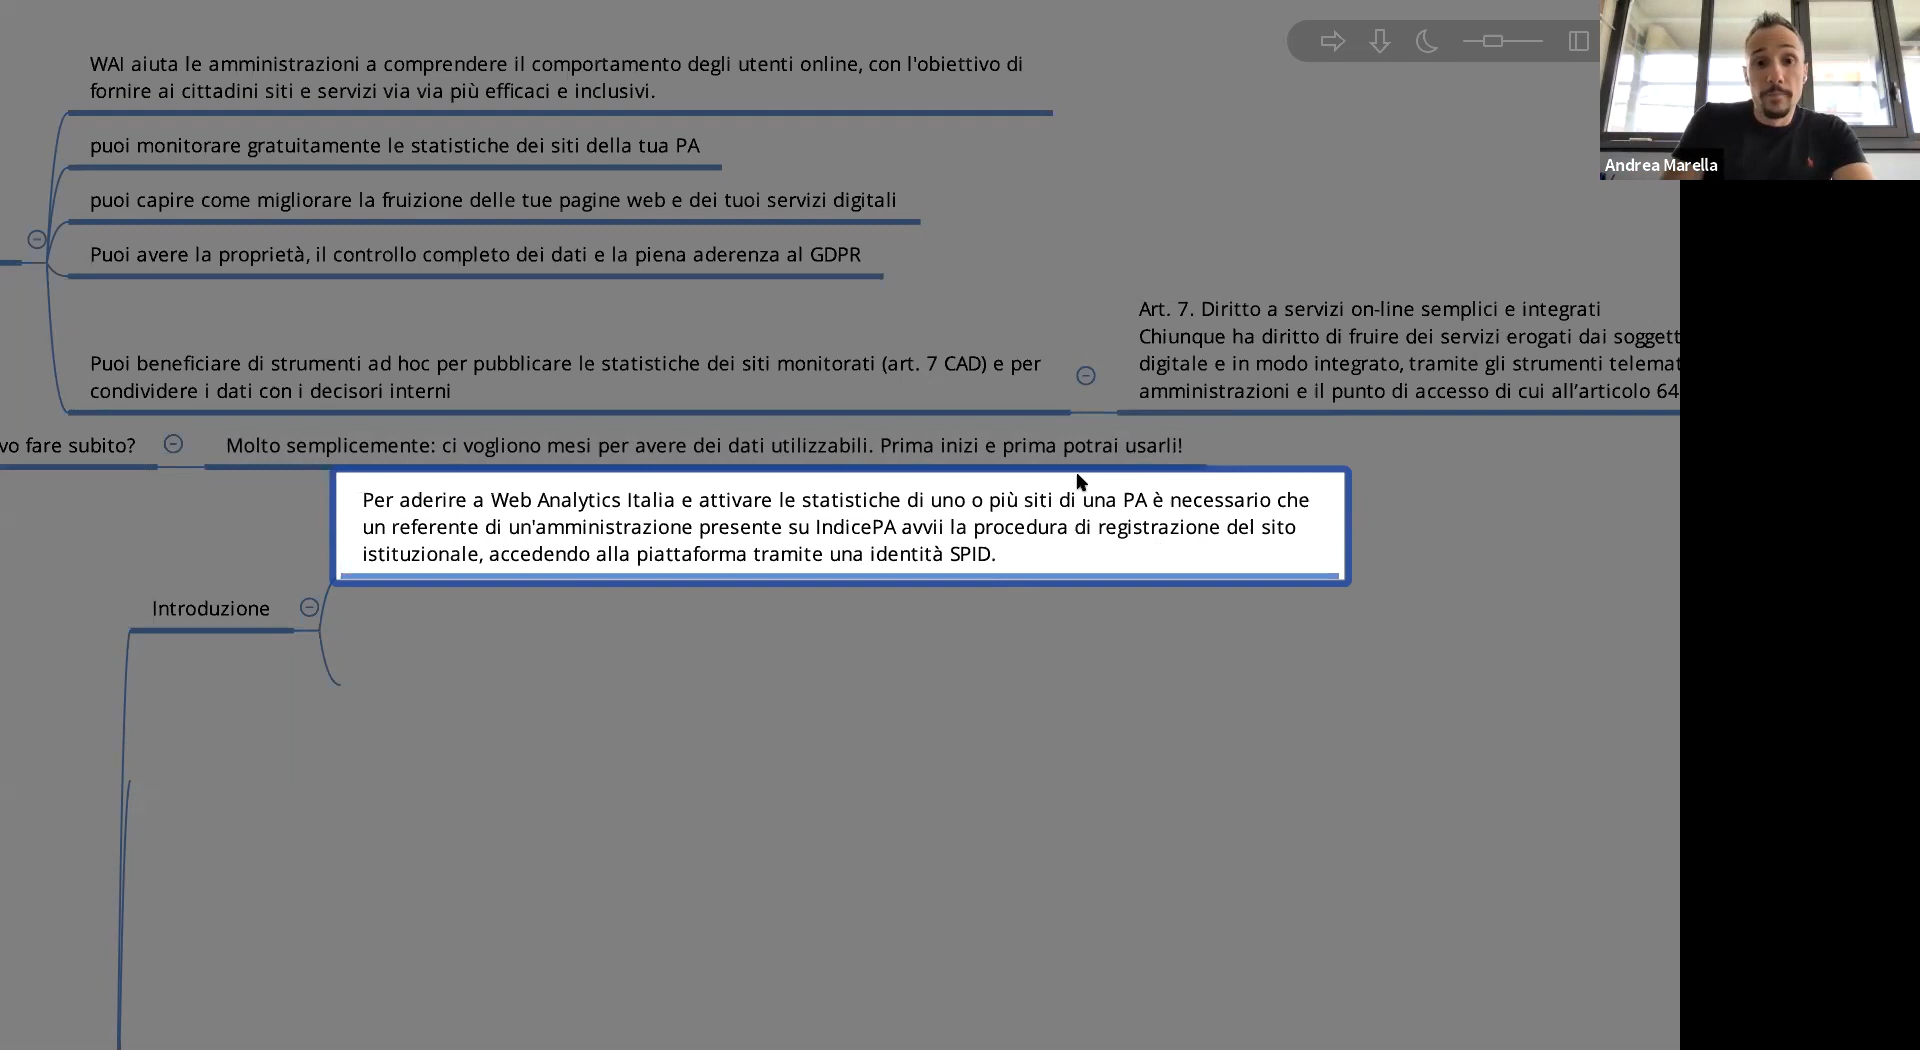 WAI aiuta le amministrazioni a comprendere il comportamento degli utenti online, con l'obiettivo di
fornire ai cittadini siti e servizi via via più efficaci e inclusivi.
puoi monitorare gratuitamente le statistiche dei siti della tua PA
puoi capire come migliorare la fruizione delle tue pagine web e dei tuoi servizi digitali
Puoi avere la proprietà, il controllo completo dei dati e la piena aderenza al GDPR
Puoi beneficiare di strumenti ad hoc per pubblicare le statistiche dei siti monitorati (art. 7 CAD) e per
condividere i dati con i decisori interni
Art. 7. Diritto a servizi on-line semplici e integrati
Chiunque ha diritto di fruire dei servizi erogati dai soggett
digitale e in modo integrato, tramite gli strumenti telemat
amministrazioni e il punto di accesso di cui all'articolo 64
vo fare subito?
Molto semplicemente: ci vogliono mesi per avere dei dati utilizzabili. Prima inizi e prima potrai usarli!
Per aderire a Web Analytics Italia e attivare le statistiche di uno o più siti di una PA è necessario che
un referente di un'amministrazione presente su IndicePA avvii la procedura di registrazione del sito
istituzionale, accedendo alla piattaforma tramite una identità SPID.
Introduzione
Andrea Marella